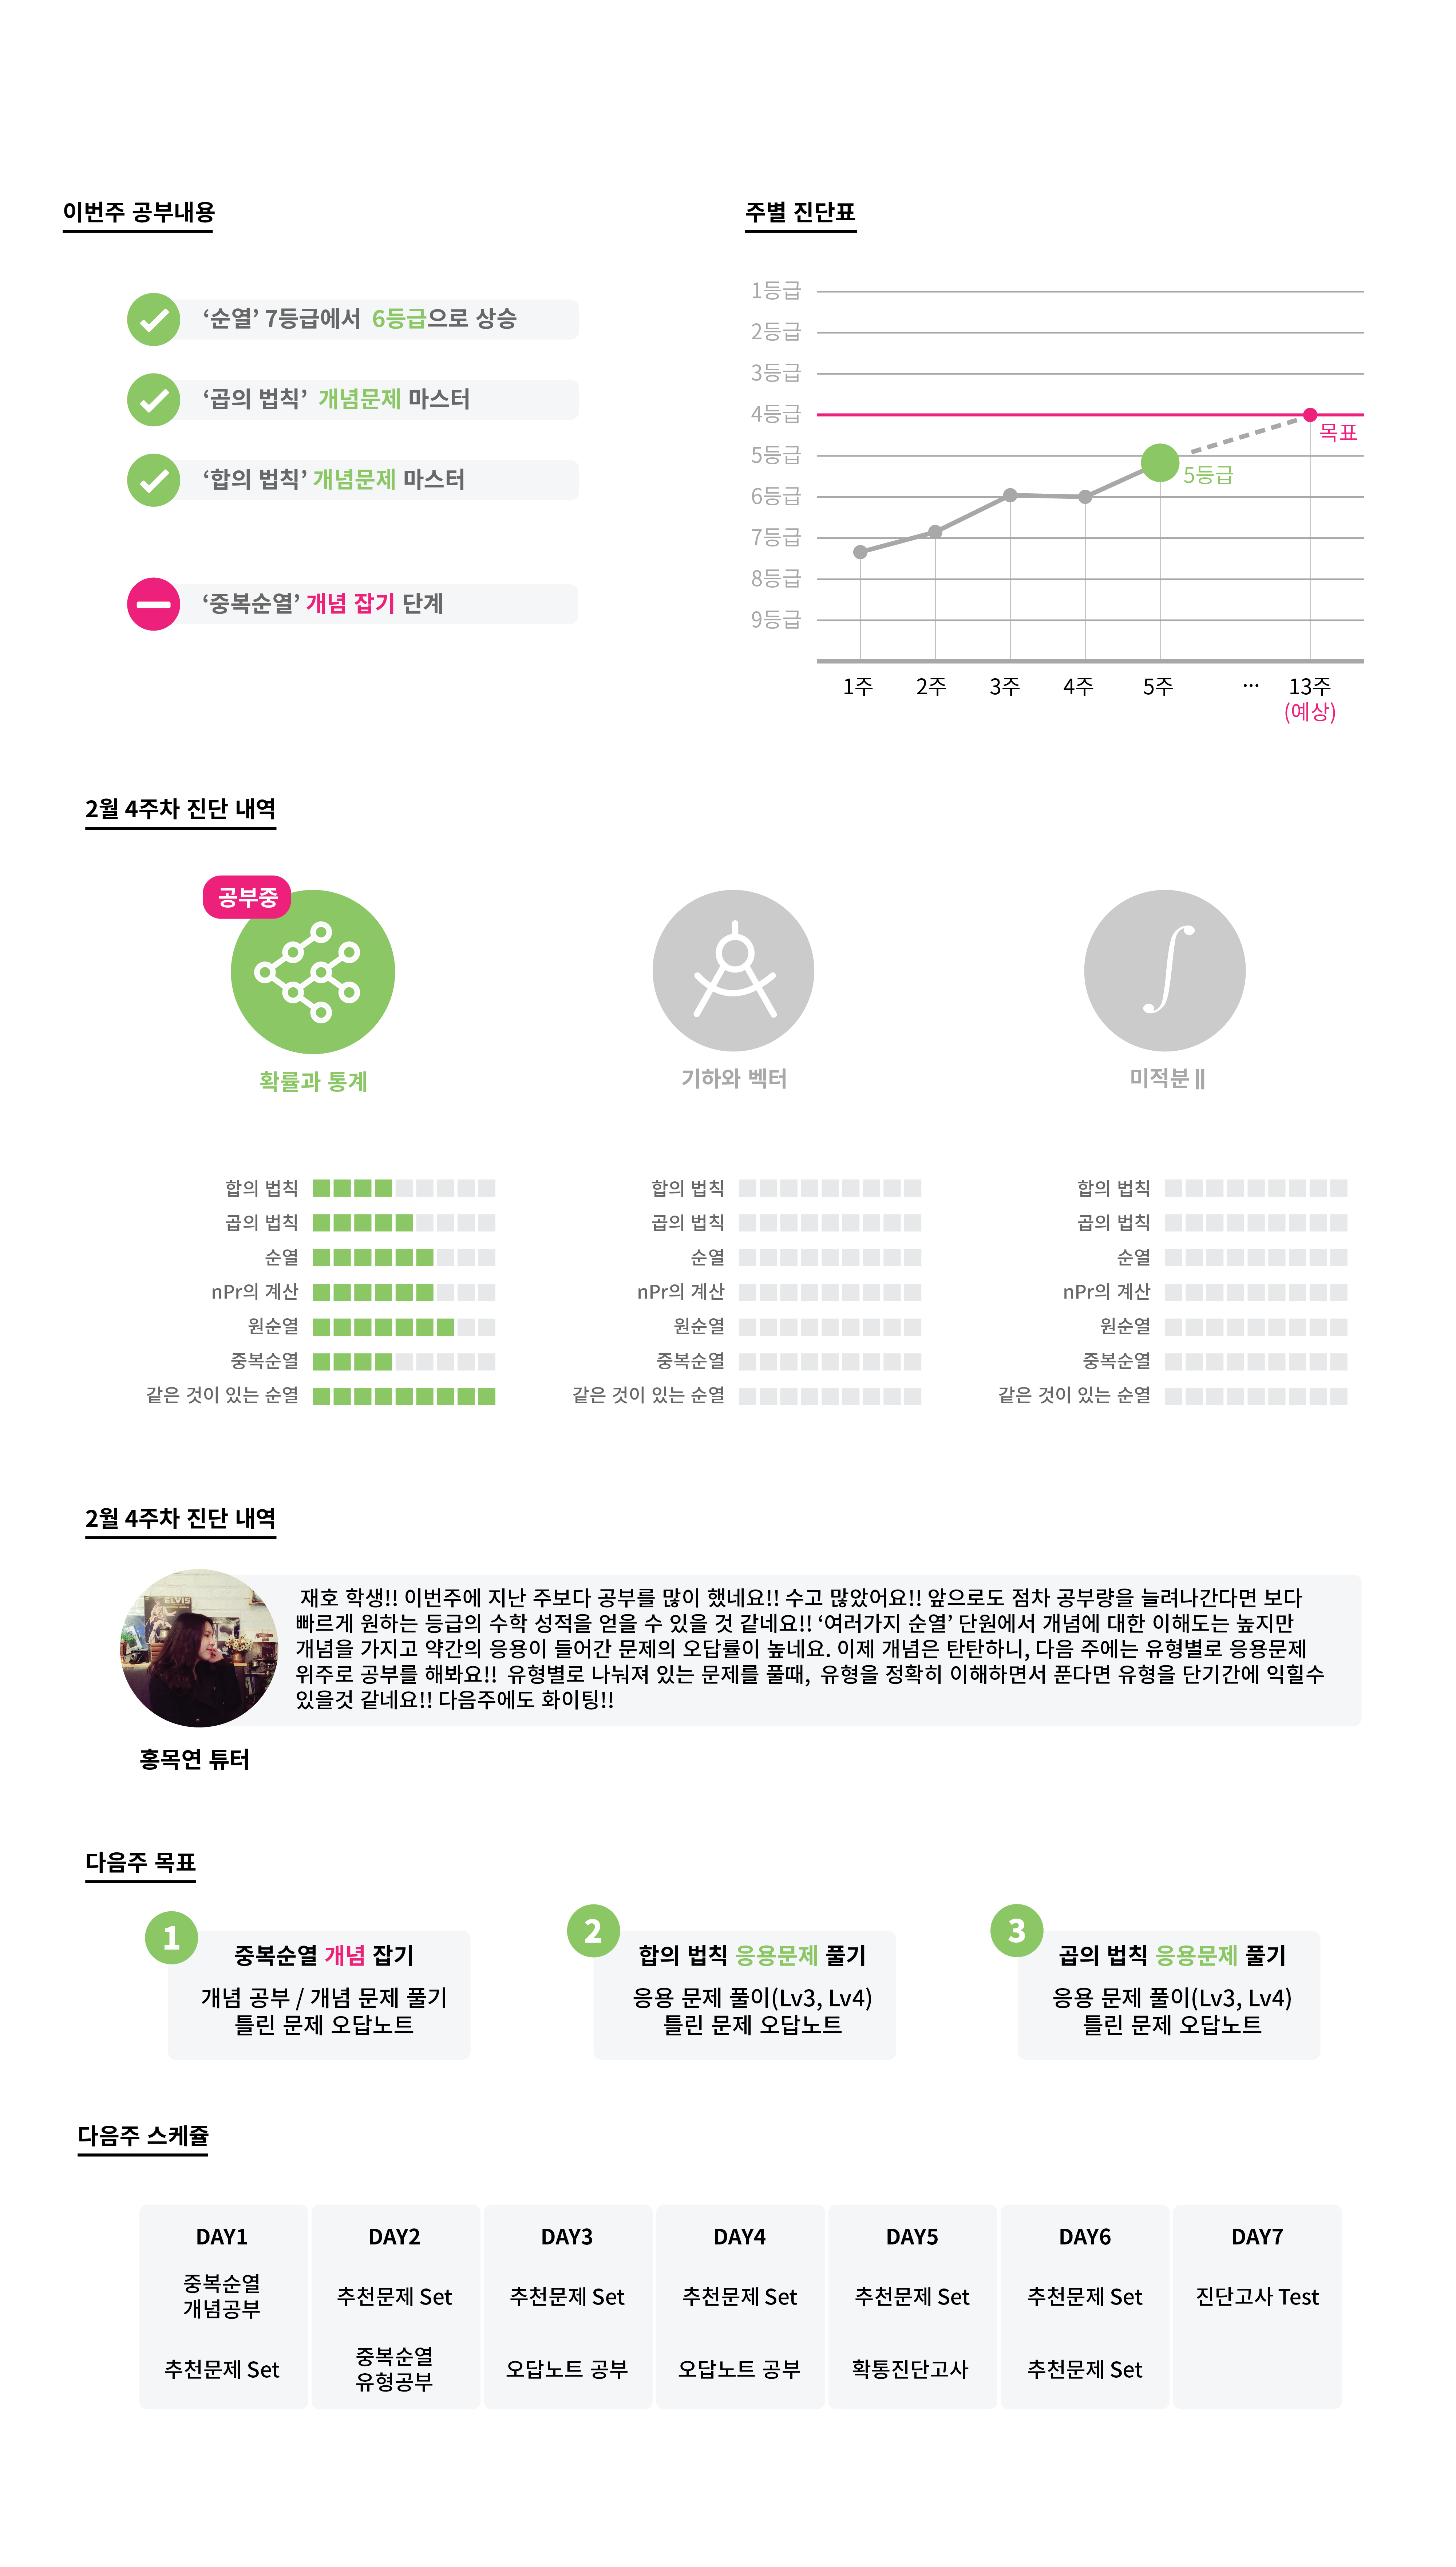 이번주 공부내용
‘순열’ 7등급에서 6등급으로 상승
‘곱의 법칙’ 개념문제 마스터
‘합의 법칙’ 개념문제 마스터
‘중복순열’ 개념 잡기 단계
주별 진단표
1등급
2등급
3등급
4등급
목표
5등급
5등급
6등급
7등급
8등급
9등급
1주 2주 3주 4주 5주 ··· 13주
(예상)
2월 4주차 진단 내역
공부중
확률과 통계
기하와 벡터
미적분 ||
합의 법칙
곱의 법칙
순열
nPr의 계산
원순열
중복순열
같은 것이 있는 순열
합의 법칙
곱의 법칙
순열
nPr의 계산
원순열
중복순열
같은 것이 있는 순열
합의 법칙
곱의 법칙
순열
nPr의 계산
원순열
중복순열
같은 것이 있는 순열
2월 4주차 진단 내역
ELVIS
재호 학생!! 이번주에 지난 주보다 공부를 많이 했네요!! 수고 많았어요!! 앞으로도 점차 공부량을 늘려나간다면 보다
빠르게 원하는 등급의 수학 성적을 얻을 수 있을 것 같네요!! ‘여러가지 순열’ 단원에서 개념에 대한 이해도는 높지만
개념을 가지고 약간의 응용이 들어간 문제의 오답률이 높네요. 이제 개념은 탄탄하니, 다음 주에는 유형별로 응용문제
위주로 공부를 해봐요!! 유형별로 나눠져 있는 문제를 풀때, 유형을 정확히 이해하면서 푼다면 유형을 단기간에 익힐수
있을것 같네요!! 다음주에도 화이팅!!
홍목연 튜터
다음주 목표
1
중복순열 개념 잡기
개념 공부 / 개념 문제 풀기
틀린 문제 오답노트
2
합의 법칙 응용문제 풀기
응용 문제 풀이(Lv3, Lv4)
틀린 문제 오답노트
3
곱의 법칙 응용문제 풀기
응용 문제 풀이(Lv3, Lv4)
틀린 문제 오답노트
다음주 스케쥴
DAY1
중복순열
개념공부
추천문제 Set
DAY2
추천문제 Set
중복순열
유형공부
DAY3
추천문제 Set
오답노트 공부
DAY4
추천문제 Set
오답노트 공부
DAY5
추천문제 Set
확통진단고사
DAY6
추천문제 Set
추천문제 Set
DAY7
진단고사 Test